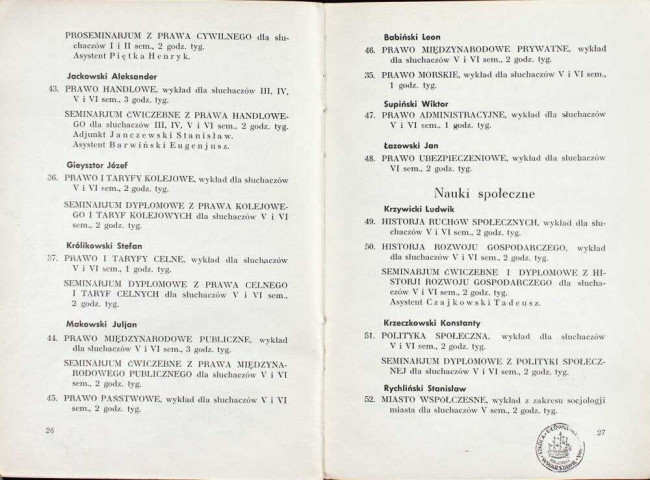 PROSEMINARJUM Z PRAWA CYWILNEGO dla słu-
chaczów I i II sem., 2 godz. tyg.
Asystent Piętka Henryk.
Jackowski Aleksander
43. PRAWO HANDLOWE, wykład dla słuchaczów III, IV,
V i VI sem., 3 godz. tyg.
SEMINARJUM ĆWICZEBNE Z PRAWA HANDLOWE-
GO dla słuchaczów III, IV, V i VI sem., 2 godz. tyg.
Adjunkt Janczewski Stanisław.
Asystent Barwiński Eugenjusz.
Gieysztor Józef
36. PRAWO I TARYFY KOLEJOWE, wykład dla słuchaczów
V i VI sem., 2 godz. tyg.
SEMINARJUM DYPLOMOWE Z PRAWA KOLEJOWE-
GO I TARYF KOLEJOWYCH dla słuchaczów V i VI
sem., 2 godz. tyg.
Królikowski Stefan
37. PRAWO I TARYFY CELNE, wykład dla słuchaczów
V i VI sem., 1 godz. tyg.
SEMINARJUM DYPLOMOWE Z PRAWA CELNEGO
I TARYF CELNYCH dla słuchaczów V i VI sem.,
2 godz. tyg.
Makowski Juljan
44. PRAWO MIĘDZYNARODOWE PUBLICZNE, wykład
dla słuchaczów V i VI sem., 3 godz. tyg.
SEMINARJUM ĆWICZEBNE Z PRAWA MIĘDZYNA-
RODOWEGO PUBLICZNEGO dla słuchaczów V i VI
sem., 2 godz. tyg.
45. PRAWO PAŃSTWOWE, wykład dla słuchaczów V i VI
sem., 2 godz. tyg.
26
Babiński Leon
46. PRAWO MIĘDZYNARODOWE PRYWATNE, wykład
dla słuchaczów V i VI sem., 2 godz. tyg.
35. PRAWO MORSKIE, wykład dla słuchaczów V i VI sem.,
1 godz. tyg.
Supiński Wiktor
47. PRAWO ADMINISTRACYJNE, wykład dla słuchaczów
V i VI sem., 1 godz. tyg.
Łazowski Jan
48. PRAWO UBEZPIECZENIOWE, wykład dla słuchaczów
VI sem., 2 godz. tyg.
Nauki społeczne
Krzywicki Ludwik
49. HISTORJA RUCHÓW SPOŁECZNYCH, wykład dla słu-
chaczów V i VI sem., 2 godz. tyg.
50. HISTORJA ROZWOJU GOSPODARCZEGO, wykład
dla słuchaczów V i VI sem., 2 godz. tyg.
SEMINARJUM ĆWICZEBNE I DYPLOMOWE Z HI-
STORJI ROZWOJU GOSPODARCZEGO dla słucha-
czów V i VI sem., 2 godz. tyg.
Asystent Czajkowski Tadeusz.
Krzeczkowski Konstanty
51. POLITYKA SPOŁECZNA, wykład dla słuchaczów
V i VI sem., 2 godz. tyg.
SEMINARJUM DYPLOMOWE Z POLITYKI SPOŁECZ-
NEJ dla słuchaczów V i VI sem., 2 godz. tyg.
Rychliński Stanisław
52. MIASTO WSPÓŁCZESNE, wykład z zakresu socjologji
miasta dla słuchaczów V sem., 2 godz. tyg.
27
SZKOŁA GŁÓWNA
W WARSZAWIE